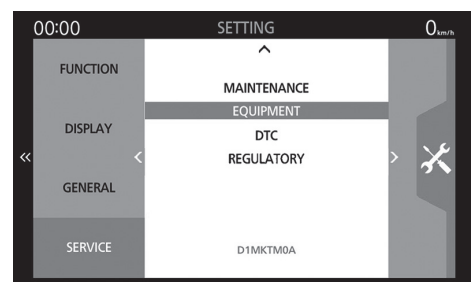 00:00 SETTING 0km/h
FUNCTION
DISPLAY
GENERAL
SERVICE
MAINTENANCE
EQUIPMENT
DTC
REGULATORY
D1MKTM0A